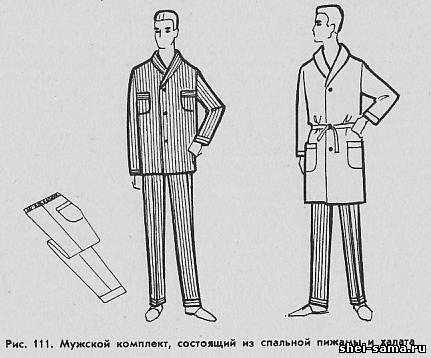 Рис. 111. Мужской комплект, состоящий из спальной пижамы и халата
shei-sama.ru